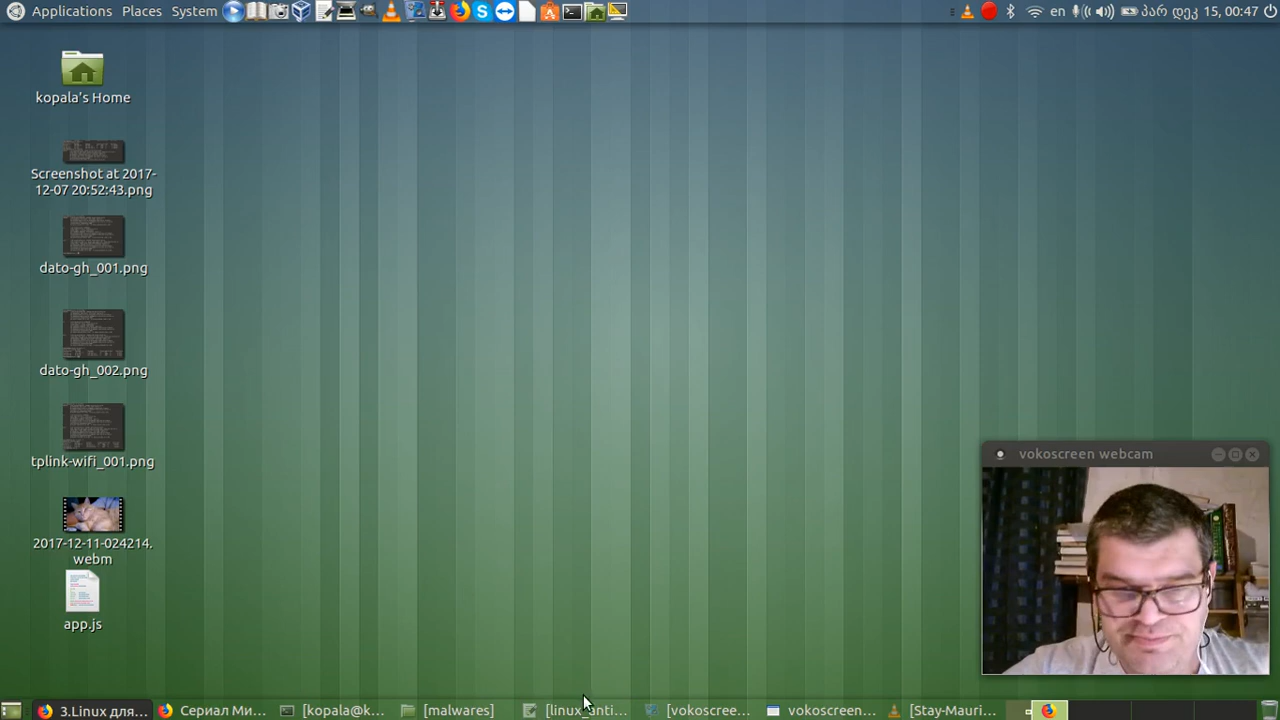 Applications Places System
en
პარ დეკ 15, 00:47
kopala's Home
Screenshot at 2017-
12-07 20:52:43.png
dato-gh_001.png
dato-gh_002.png
tplink-wifi_001.png
2017-12-11-024214.
webm
app.js
vokoscreen webcam
3.Linux для...
Сериал Ми...
[kopala@k...
[malwares]
[linux_anti...
[vokoscree...
vokoscreen...
[Stay-Mauri...